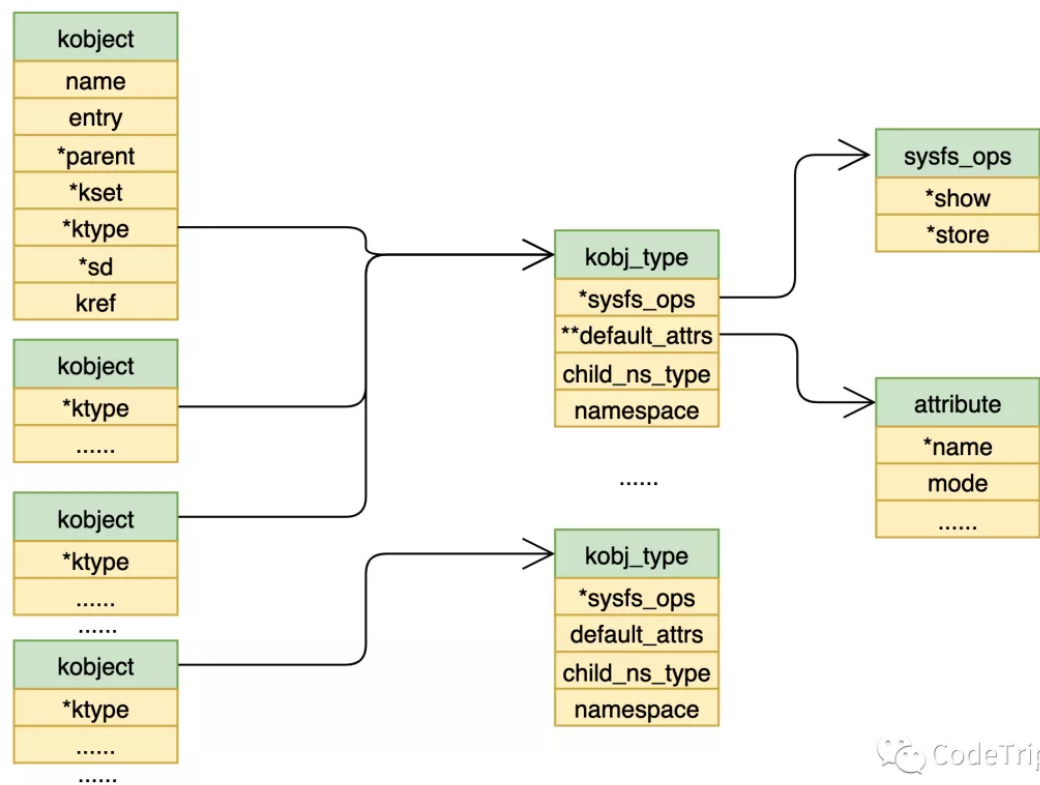 kobject
name
entry
*parent
*kset
*ktype
*sd
kref
kobject
*ktype
......
kobject
*ktype
......
......
kobject
*ktype
......
......
kobj_type
*sysfs_ops
**default_attrs
child_ns_type
namespace
......
kobj_type
*sysfs_ops
default_attrs
child_ns_type
namespace
sysfs_ops
*show
*store
attribute
*name
mode
......
CodeTrip